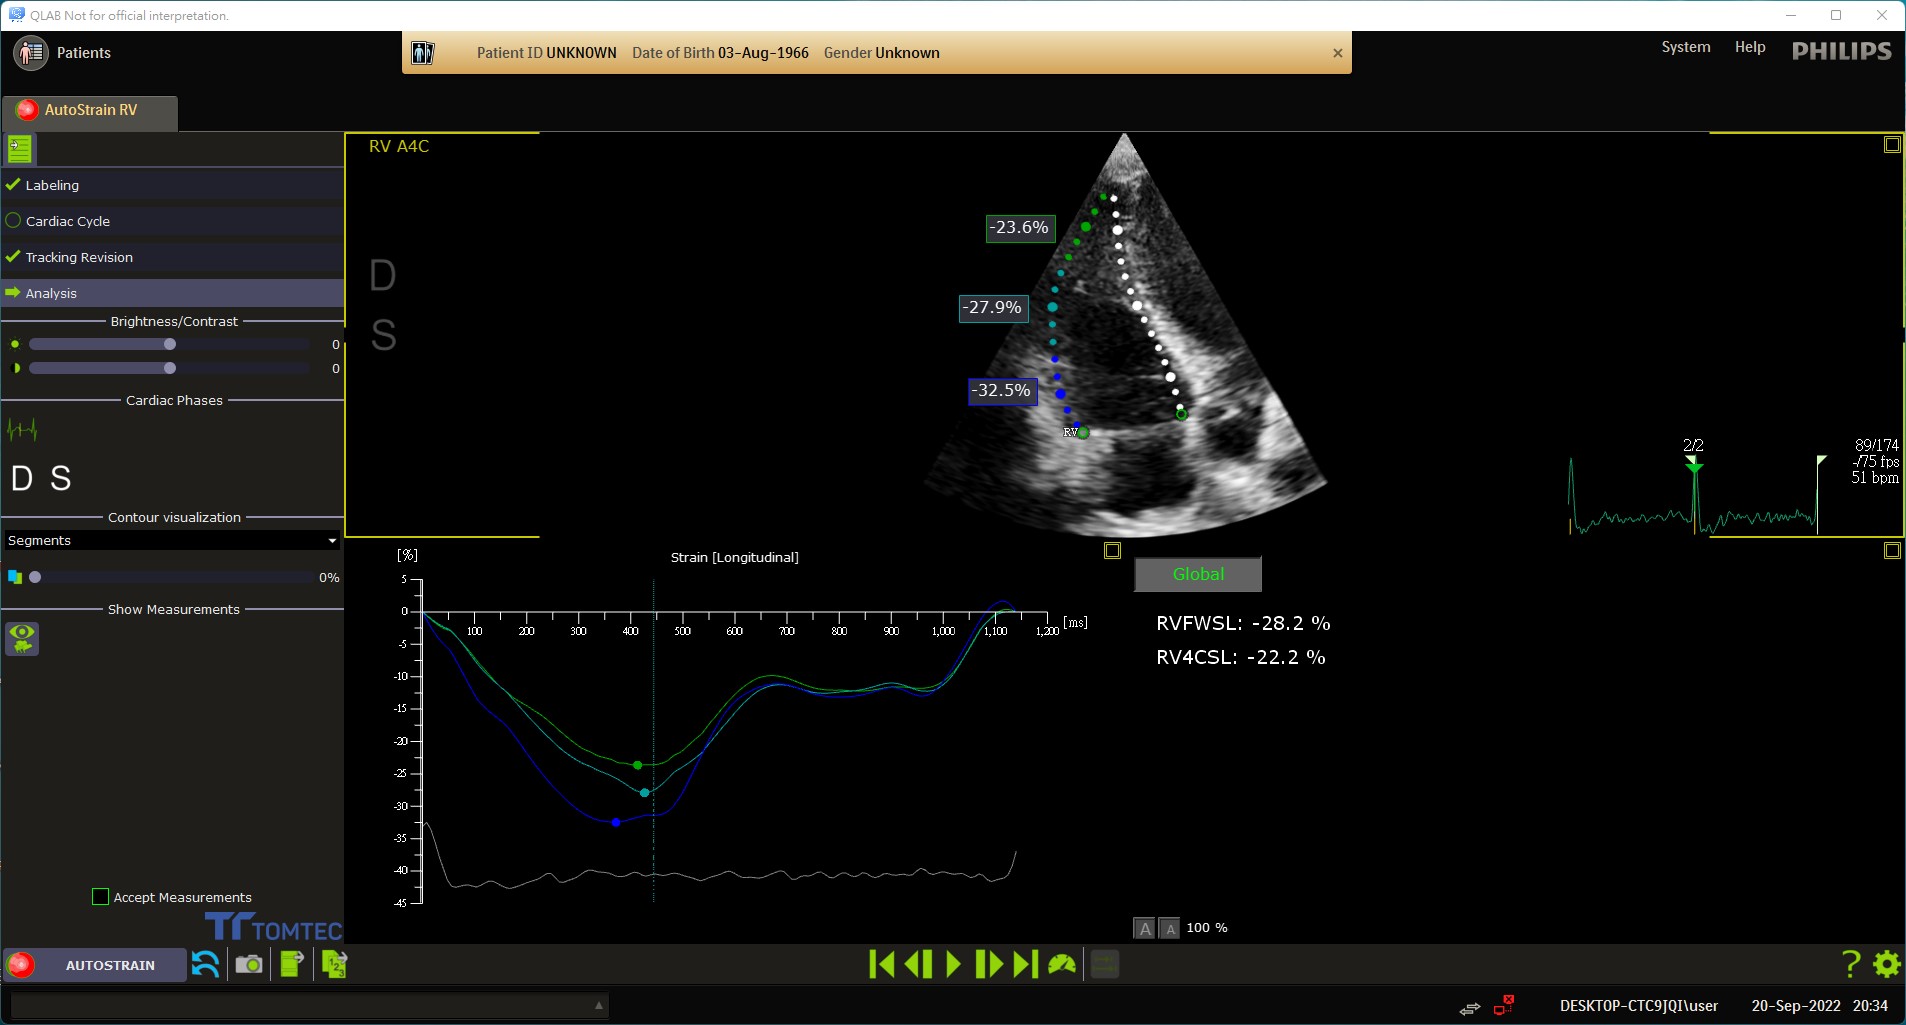 QLAB Not for official interpretation.
Patients
Patient ID UNKNOWN Date of Birth 03-Aug-1966 Gender Unknown
System Help PHILIPS
AutoStrain RV
Labeling
Cardiac Cycle
Tracking Revision
Analysis
Brightness/Contrast
0
0
Cardiac Phases
D S
Contour visualization
Segments
0%
Show Measurements
Accept Measurements
TOMTEC
RV A4C
D
S
-23.6%
-27.9%
-32.5%
RV
2/2
89/174
-/75 fps
51 bpm
[%]
Strain [Longitudinal]
5
0
-5
-10
-15
-20
-25
-30
-35
-40
-45
100 200 300 400 500 600 700 800 900 1,000 1,100 1,200 [ms]
Global
RVFWSL: -28.2 %
RV4CSL: -22.2 %
A A 100 %
AUTOSTRAIN
1 2 3
?
DESKTOP-CTC9JQI\user 20-Sep-2022 20:34